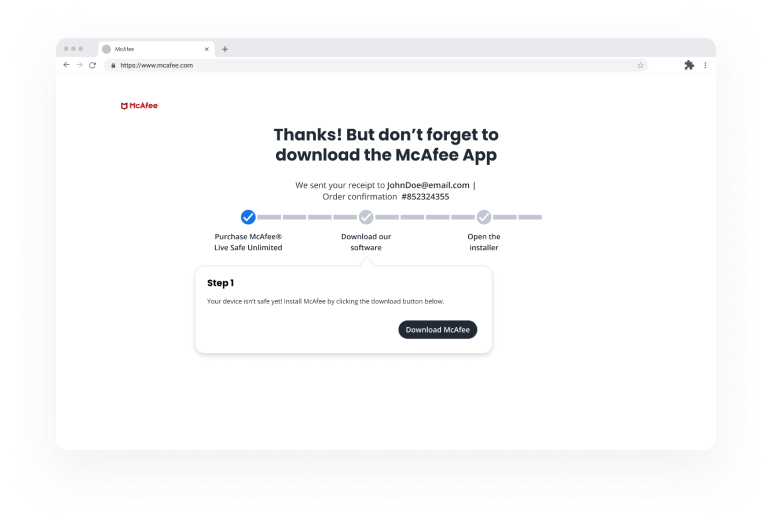 McAfee
https://www.mcafee.com
McAfee
Thanks! But don’t forget to
download the McAfee App
We sent your receipt to JohnDoe@email.com |
Order confirmation #852324355
Purchase McAfee®
Live Safe Unlimited
Download our
software
Open the
installer
Step 1
Your device isn’t safe yet! Install McAfee by clicking the download button below.
Download McAfee